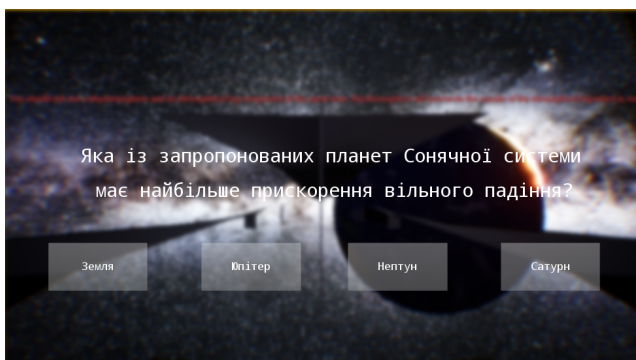 Яка із запропонованих планет Сонячної системи
має найбільше прискорення вільного падіння?
Земля
Юпітер
Нептун
Сатурн